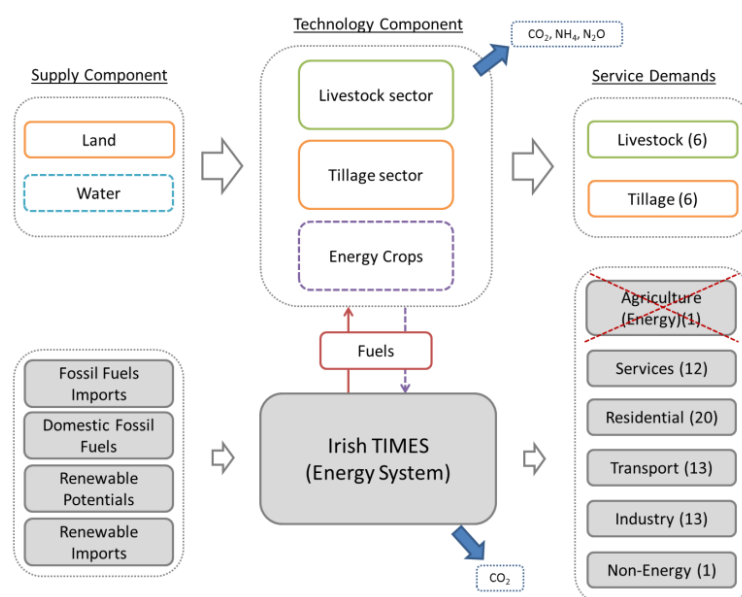 Technology Component
CO2, NH4, N2O
Supply Component
Service Demands
Livestock sector
Land
Livestock (6)
Tillage sector
Water
Tillage (6)
Energy Crops
Agriculture
(Energy)(1)
Fuels
Fossil Fuels
Imports
Services (12)
Domestic Fossil
Fuels
Residential (20)
Irish TIMES
(Energy System)
Renewable
Potentials
Transport (13)
Renewable
Imports
Industry (13)
CO2
Non-Energy (1)